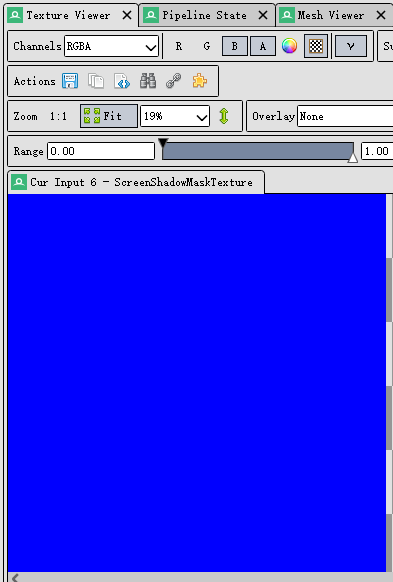 Texture Viewer Pipeline State Mesh Viewer
Channels RGBA R G B A γ Su
Actions
Zoom 1:1 Fit 19% Overlay None
Range 0.00 1.00
Cur Input 6 - ScreenShadowMaskTexture